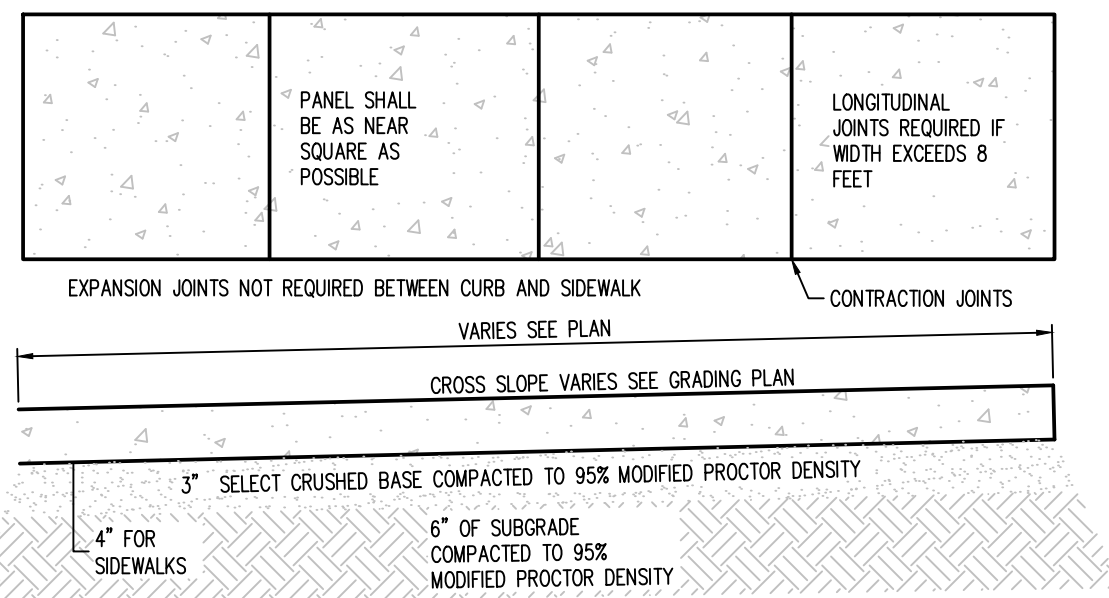 PANEL SHALL
BE AS NEAR
SQUARE AS
POSSIBLE
LONGITUDINAL
JOINTS REQUIRED IF
WIDTH EXCEEDS 8
FEET
EXPANSION JOINTS NOT REQUIRED BETWEEN CURB AND SIDEWALK
CONTRACTION JOINTS
VARIES SEE PLAN
CROSS SLOPE VARIES SEE GRADING PLAN
3" SELECT CRUSHED BASE COMPACTED TO 95% MODIFIED PROCTOR DENSITY
4" FOR
SIDEWALKS
6" OF SUBGRADE
COMPACTED TO 95%
MODIFIED PROCTOR DENSITY